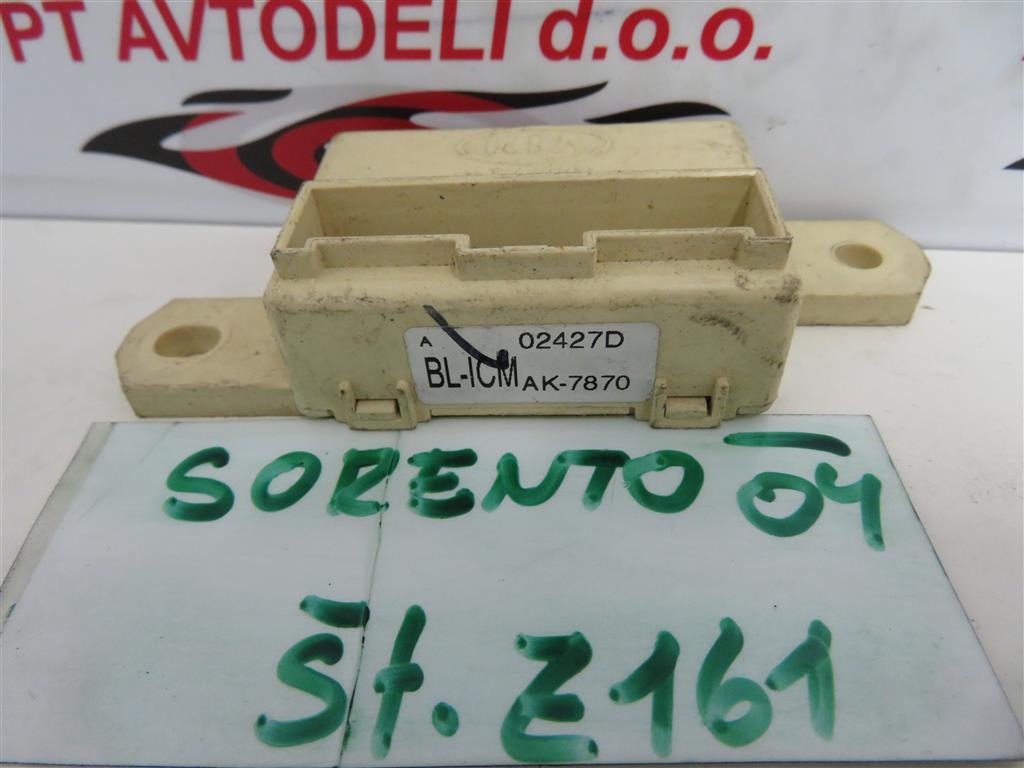 PT AVTODELI d.o.o.
A 02427D
BL-ICM AK-7870
SORENTO 04
Št. Z161